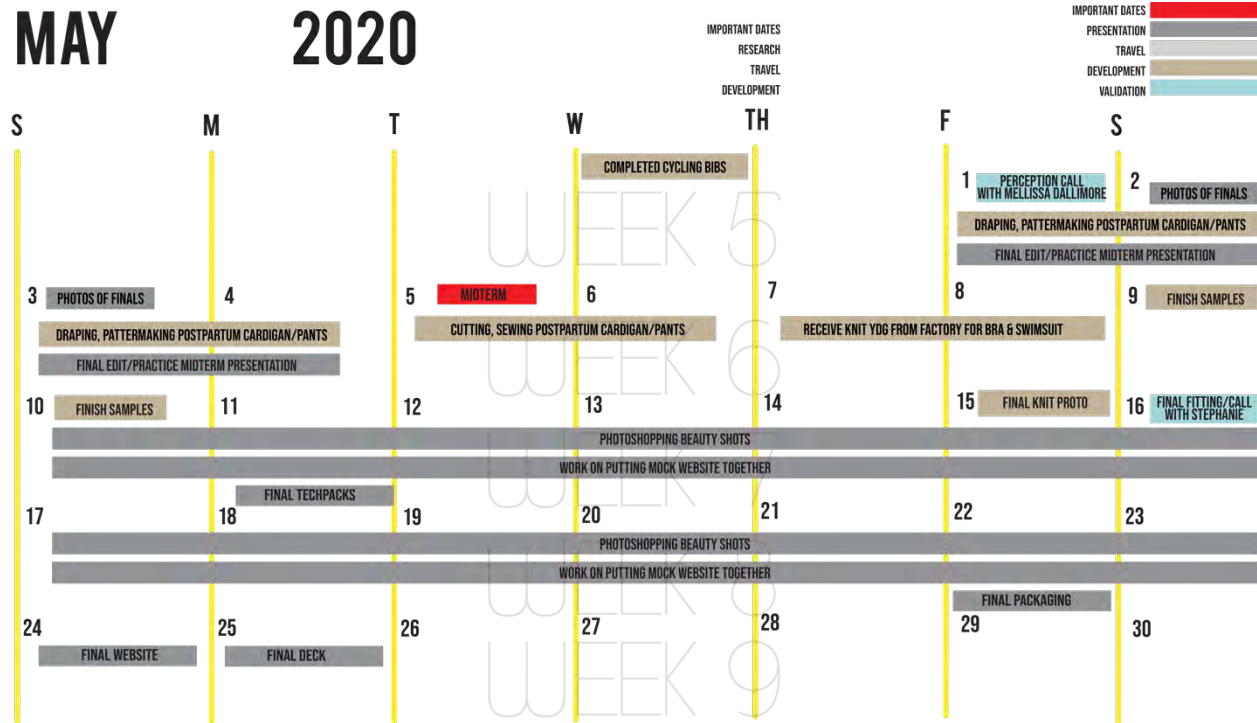 MAY 2020
IMPORTANT DATES
RESEARCH
TRAVEL
DEVELOPMENT
IMPORTANT DATES
PRESENTATION
TRAVEL
DEVELOPMENT
VALIDATION
S M T W TH F S
COMPLETED CYCLING BIBS
WEEK 5
1 PERCEPTION CALL
WITH MELLISSA DALLIMORE
2 PHOTOS OF FINALS
DRAPING, PATTERMAKING POSTPARTUM CARDIGAN/PANTS
FINAL EDIT/PRACTICE MIDTERM PRESENTATION
3 PHOTOS OF FINALS
4
5 MIDTERM
6
7
8
9 FINISH SAMPLES
DRAPING, PATTERMAKING POSTPARTUM CARDIGAN/PANTS
CUTTING, SEWING POSTPARTUM CARDIGAN/PANTS
RECEIVE KNIT YDG FROM FACTORY FOR BRA & SWIMSUIT
WEEK 6
FINAL EDIT/PRACTICE MIDTERM PRESENTATION
10 FINISH SAMPLES
11
12
13
14
15 FINAL KNIT PROTO
16 FINAL FITTING/CALL
WITH STEPHANIE
PHOTOSHOPPING BEAUTY SHOTS
WEEK 7
WORK ON PUTTING MOCK WEBSITE TOGETHER
FINAL TECHPACKS
17
18
19
20
21
22
23
PHOTOSHOPPING BEAUTY SHOTS
WEEK 8
WORK ON PUTTING MOCK WEBSITE TOGETHER
FINAL PACKAGING
24
25
26
27
28
29
30
FINAL WEBSITE
FINAL DECK
WEEK 9